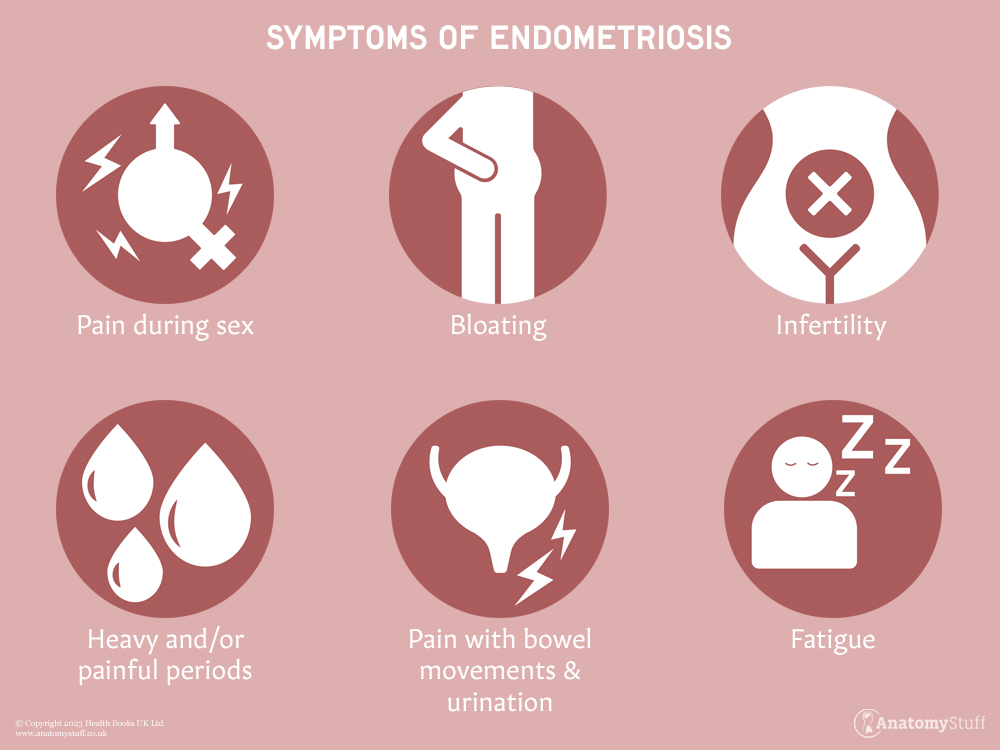 SYMPTOMS OF ENDOMETRIOSIS
Pain during sex
Bloating
Infertility
Z
Z
Z
Heavy and/or
painful periods
Pain with bowel
movements &
urination
Fatigue
© Copyright 2023 Health Books UK Ltd.
www.anatomystuff.co.uk
AnatomyStuff